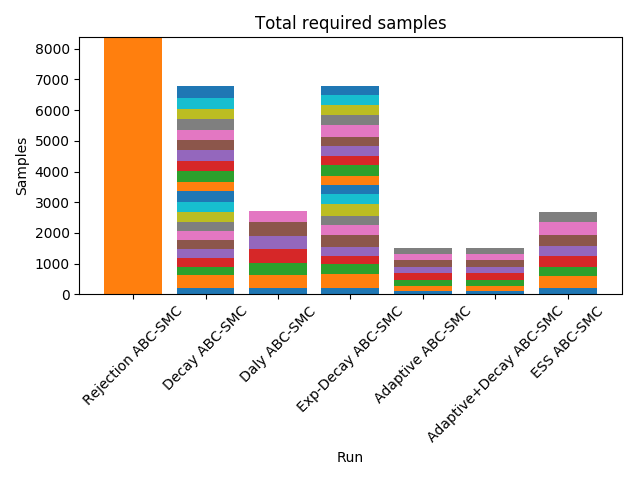 Total required samples
Samples
8000
7000
6000
5000
4000
3000
2000
1000
0
Rejection ABC-SMC
Decay ABC-SMC
Daly ABC-SMC
Exp-Decay ABC-SMC
Adaptive ABC-SMC
Adaptive+Decay ABC-SMC
ESS ABC-SMC
Run